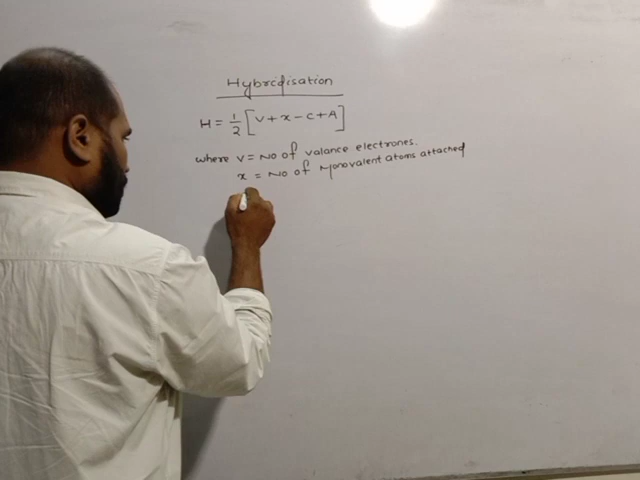 Hybridisation
H = 1/2 [V + x - C + A]
where V = No of valance electrones.
x = No of Monovalent atoms attached